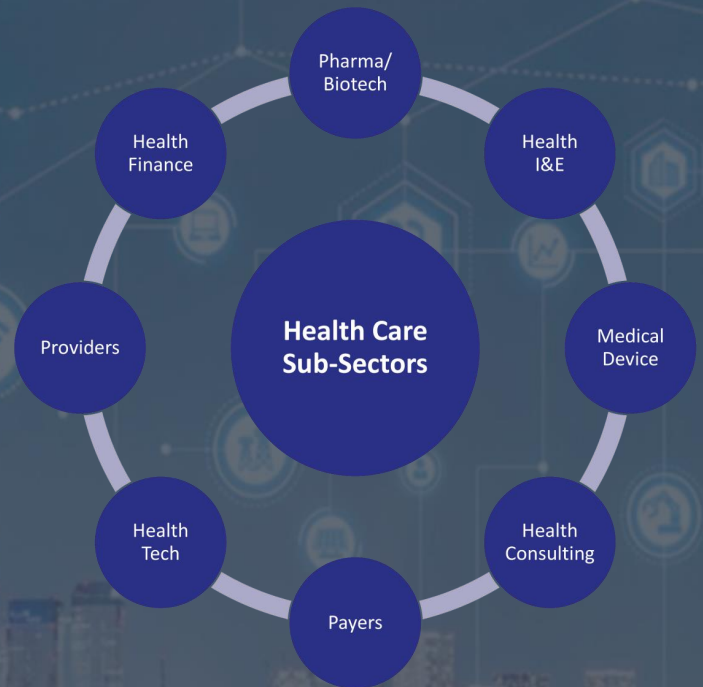 Pharma/
Biotech
Health
I&E
Medical
Device
Health
Consulting
Payers
Health
Tech
Providers
Health
Finance
Health Care
Sub-Sectors